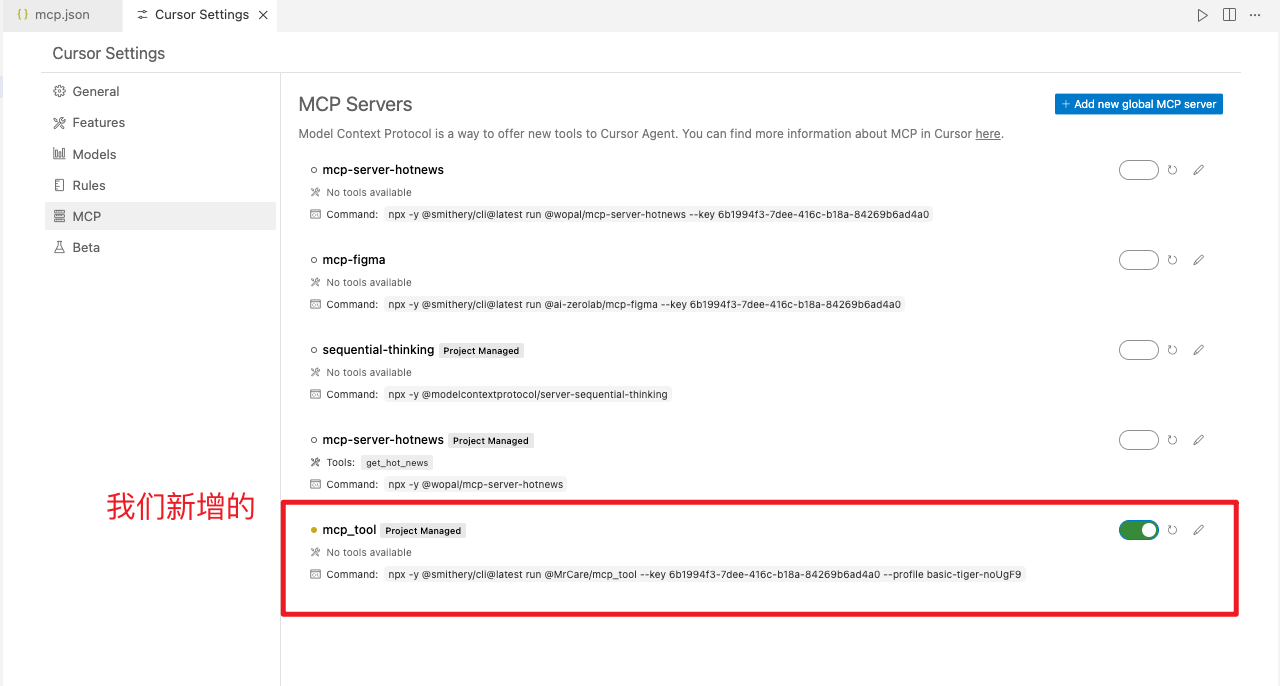 mcp.json
Cursor Settings
Cursor Settings
General
Features
Models
Rules
MCP
Beta
MCP Servers
Add new global MCP server
Model Context Protocol is a way to offer new tools to Cursor Agent. You can find more information about MCP in Cursor here.
mcp-server-hotnews
No tools available
Command: npx -y @smithery/cli@latest run @wopal/mcp-server-hotnews --key 6b1994f3-7dee-416c-b18a-84269b6ad4a0
mcp-figma
No tools available
Command: npx -y @smithery/cli@latest run @ai-zerolab/mcp-figma --key 6b1994f3-7dee-416c-b18a-84269b6ad4a0
sequential-thinking Project Managed
No tools available
Command: npx -y @modelcontextprotocol/server-sequential-thinking
mcp-server-hotnews Project Managed
Tools: get_hot_news
Command: npx -y @wopal/mcp-server-hotnews
我们新增的
mcp_tool Project Managed
No tools available
Command: npx -y @smithery/cli@latest run @MrCare/mcp_tool --key 6b1994f3-7dee-416c-b18a-84269b6ad4a0 --profile basic-tiger-noUgF9